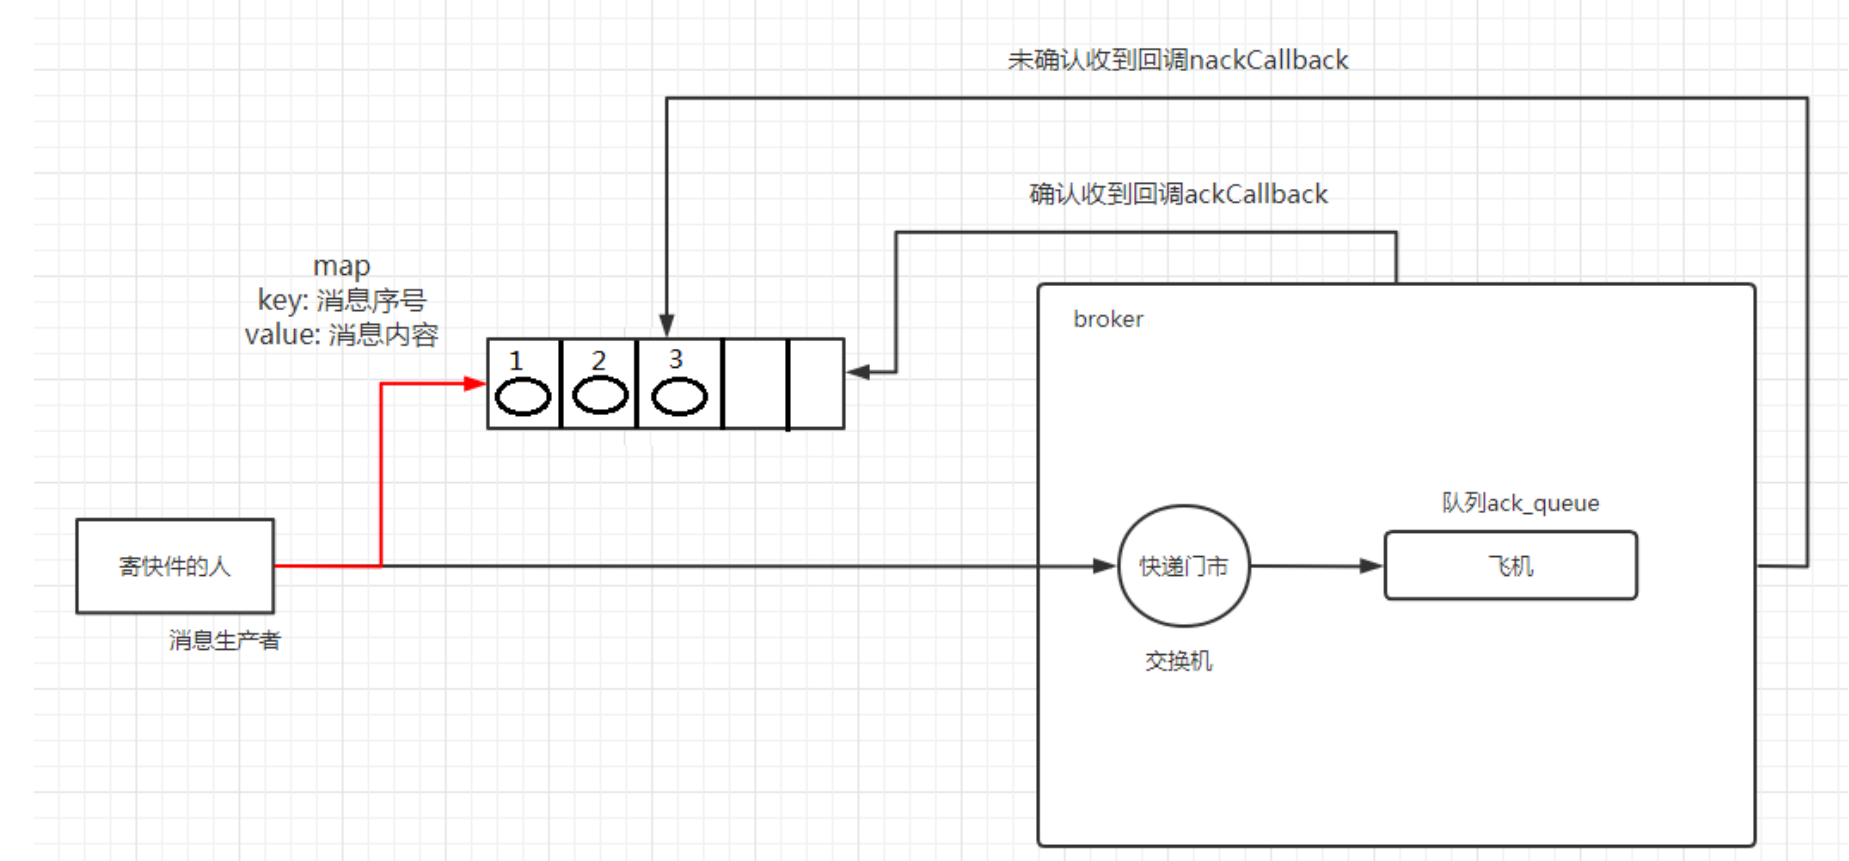 未确认收到回调nackCallback
确认收到回调ackCallback
map
key: 消息序号
value: 消息内容
broker
1
2
3
队列ack_queue
寄快件的人
快递门市
飞机
消息生产者
交换机